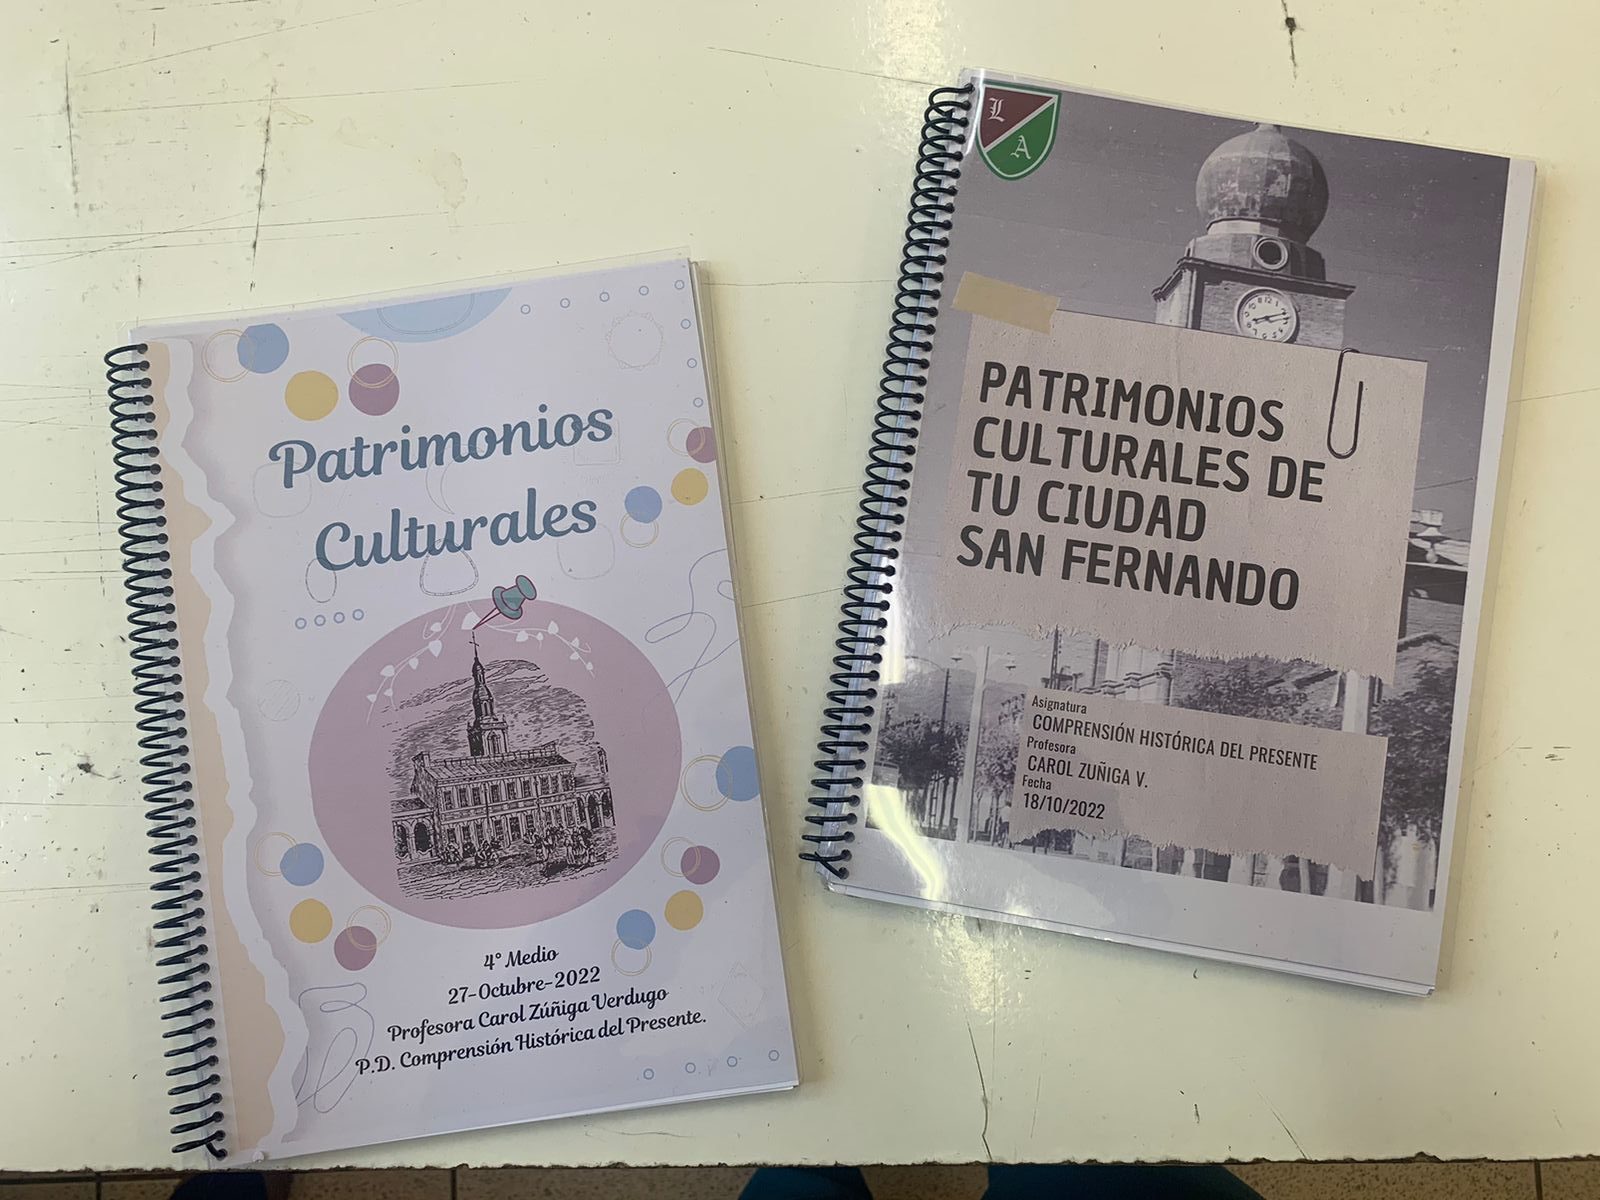 Patrimonios
Culturales
4° Medio
27-Octubre-2022
Profesora Carol Zúñiga Verdugo
P.D. Comprensión Histórica del Presente.
L
A
PATRIMONIOS
CULTURALES DE
TU CIUDAD
SAN FERNANDO
Asignatura
COMPRENSIÓN HISTÓRICA DEL PRESENTE
Profesora
CAROL ZUÑIGA V.
Fecha
18/10/2022